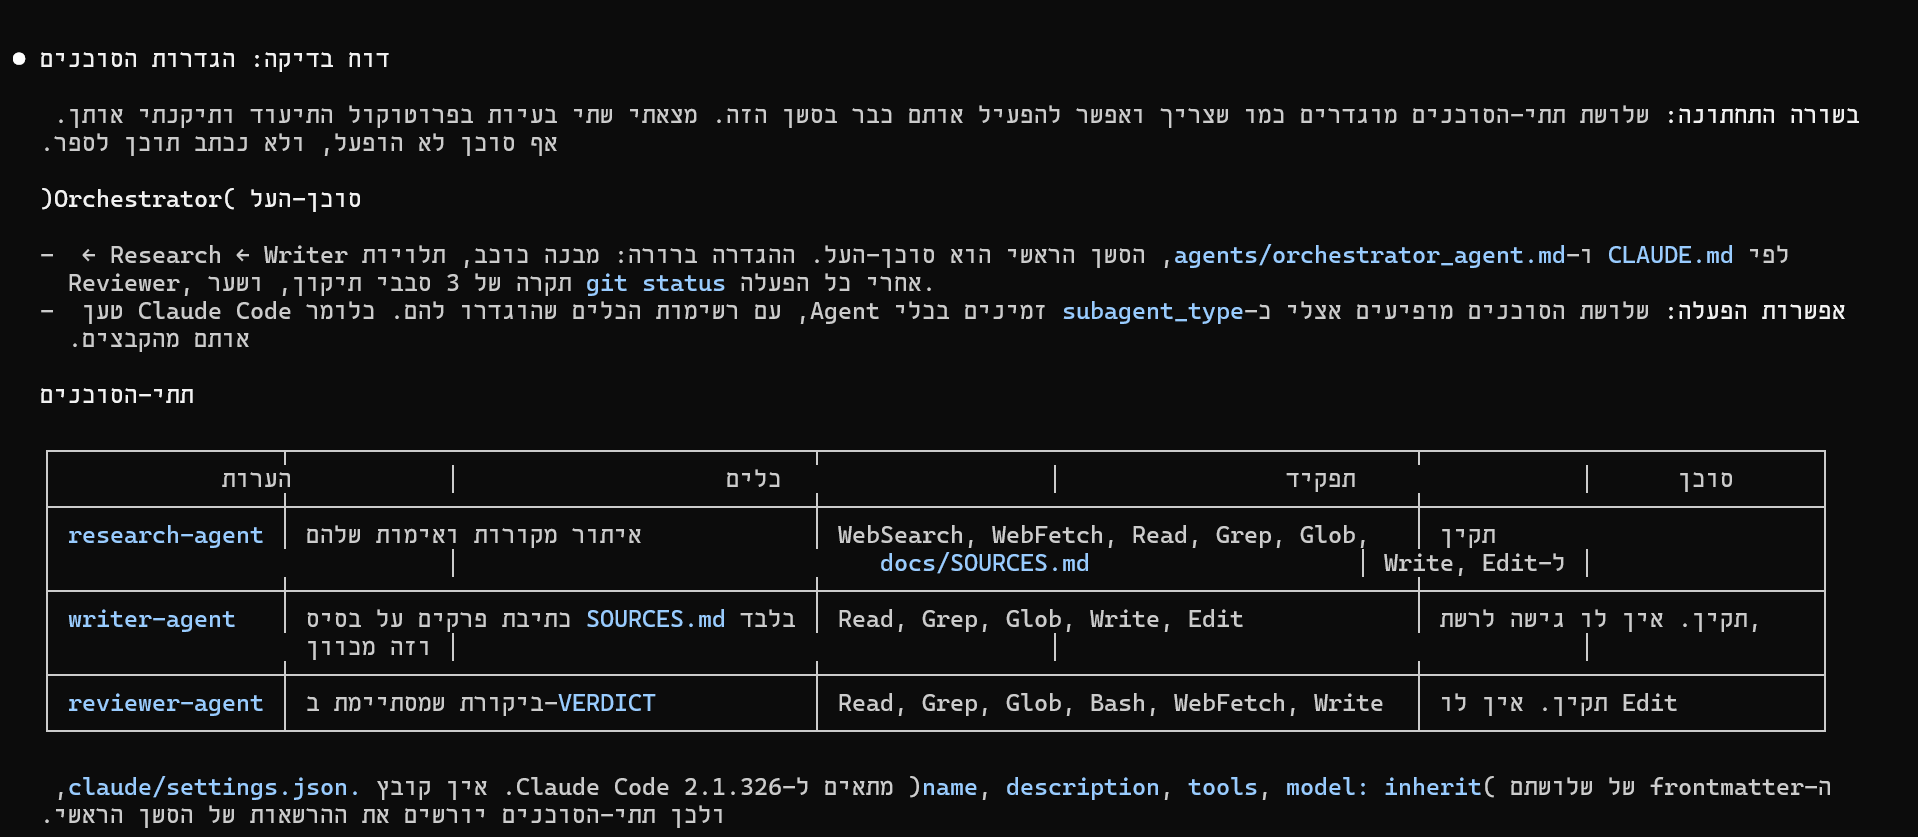 ● דוח בדיקה: הגדרות הסוכנים
בשורה התחתונה: שלושת תתי-הסוכנים מוגדרים כמו שצריך ואפשר להפעיל אותם כבר בסשן הזה. מצאתי שתי בעיות בפרוטוקול התיעוד ותיקנתי אותן.
אף סוכן לא הופעל, ולא נכתב תוכן לספר.
סוכן-העל (Orchestrator)
- לפי CLAUDE.md ו-agents/orchestrator_agent.md, הסשן הראשי הוא סוכן-העל. ההגדרה ברורה: מבנה כוכב, תלויות Writer ← Research ←
Reviewer, תקרה של 3 סבבי תיקון, ושער git status אחרי כל הפעלה.
- אפשרות הפעלה: שלושת הסוכנים מופיעים אצלי כ-subagent_type זמינים בכלי Agent, עם רשימות הכלים שהוגדרו להם. כלומר Claude Code טען
אותם מהקבצים.
תתי-הסוכנים
סוכן │ תפקיד │ כלים │ הערות
research-agent │ איתור מקורות ואימות שלהם │ WebSearch, WebFetch, Read, Grep, Glob, │ תקין
│ ל-Write, Edit │ docs/SOURCES.md │
writer-agent │ כתיבת פרקים על בסיס SOURCES.md בלבד │ Read, Grep, Glob, Write, Edit │ תקין. אין לו גישה לרשת,
│ │ │ וזה מכוון
reviewer-agent │ ביקורת שמסתיימת ב-VERDICT │ Read, Grep, Glob, Bash, WebFetch, Write │ תקין. אין לו Edit
ה-frontmatter של שלושתם (name, description, tools, model: inherit) מתאים ל-Claude Code 2.1.326. אין קובץ .claude/settings.json,
ולכן תתי-הסוכנים יורשים את ההרשאות של הסשן הראשי.